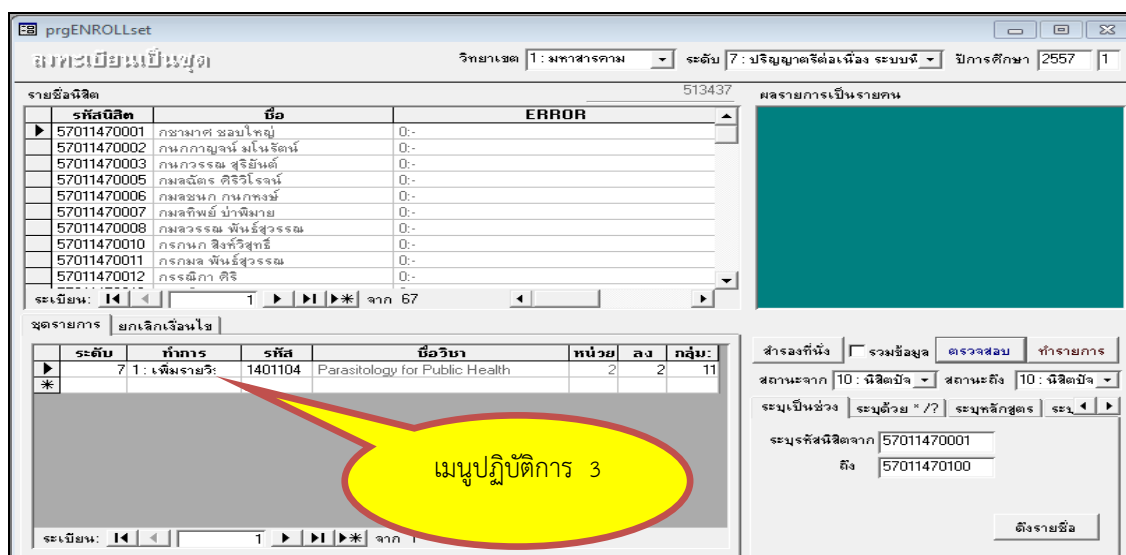 prgENROLLset
ลงทะเบียนเป็นชุด วิทยาเขต 1 : มหาสารคาม ระดับ 7 : ปริญญาตรีต่อเนื่อง ระบบพิ ปีการศึกษา 2557 1
รายชื่อนิสิต 513437 ผลรายการเป็นรายคน
รหัสนิสิต ชื่อ ERROR
57011470001 กชามาศ ชอบใหญ่ 0:-
57011470002 กนกกาญจน์ มโนรัตน์ 0:-
57011470003 กนกวรรณ สุริยันต์ 0:-
57011470005 กมลฉัตร ศิริวิโรจน์ 0:-
57011470006 กมลชนก กนกหงษ์ 0:-
57011470007 กมลทิพย์ ป่าพิมาย 0:-
57011470008 กมลวรรณ พันธ์สุวรรณ 0:-
57011470010 กรกนก สิงห์วิสุทธิ์ 0:-
57011470011 กรกมล พันธ์สุวรรณ 0:-
57011470012 กรรณิกา ศิริ 0:-
ระเบียน: 1 จาก 67
ชุดรายการ ยกเลิกเงื่อนไข
ระดับ ทำการ รหัส ชื่อวิชา หน่วย ลง กลุ่ม:
7 1 : เพิ่มรายวิ: 1401104 Parasitology for Public Health 2 2 11
สำรองที่นั่ง รวมข้อมูล ตรวจสอบ ทำรายการ
สถานะจาก 10 : นิสิตปัจ สถานะถึง 10 : นิสิตปัจ
ระบุเป็นช่วง ระบุด้วย * /? ระบุหลักสูตร ระบุ
ระบุรหัสนิสิตจาก 57011470001
ถึง 57011470100
เมนูปฏิบัติการ 3
ดึงรายชื่อ
ระเบียน: 1 จาก 1